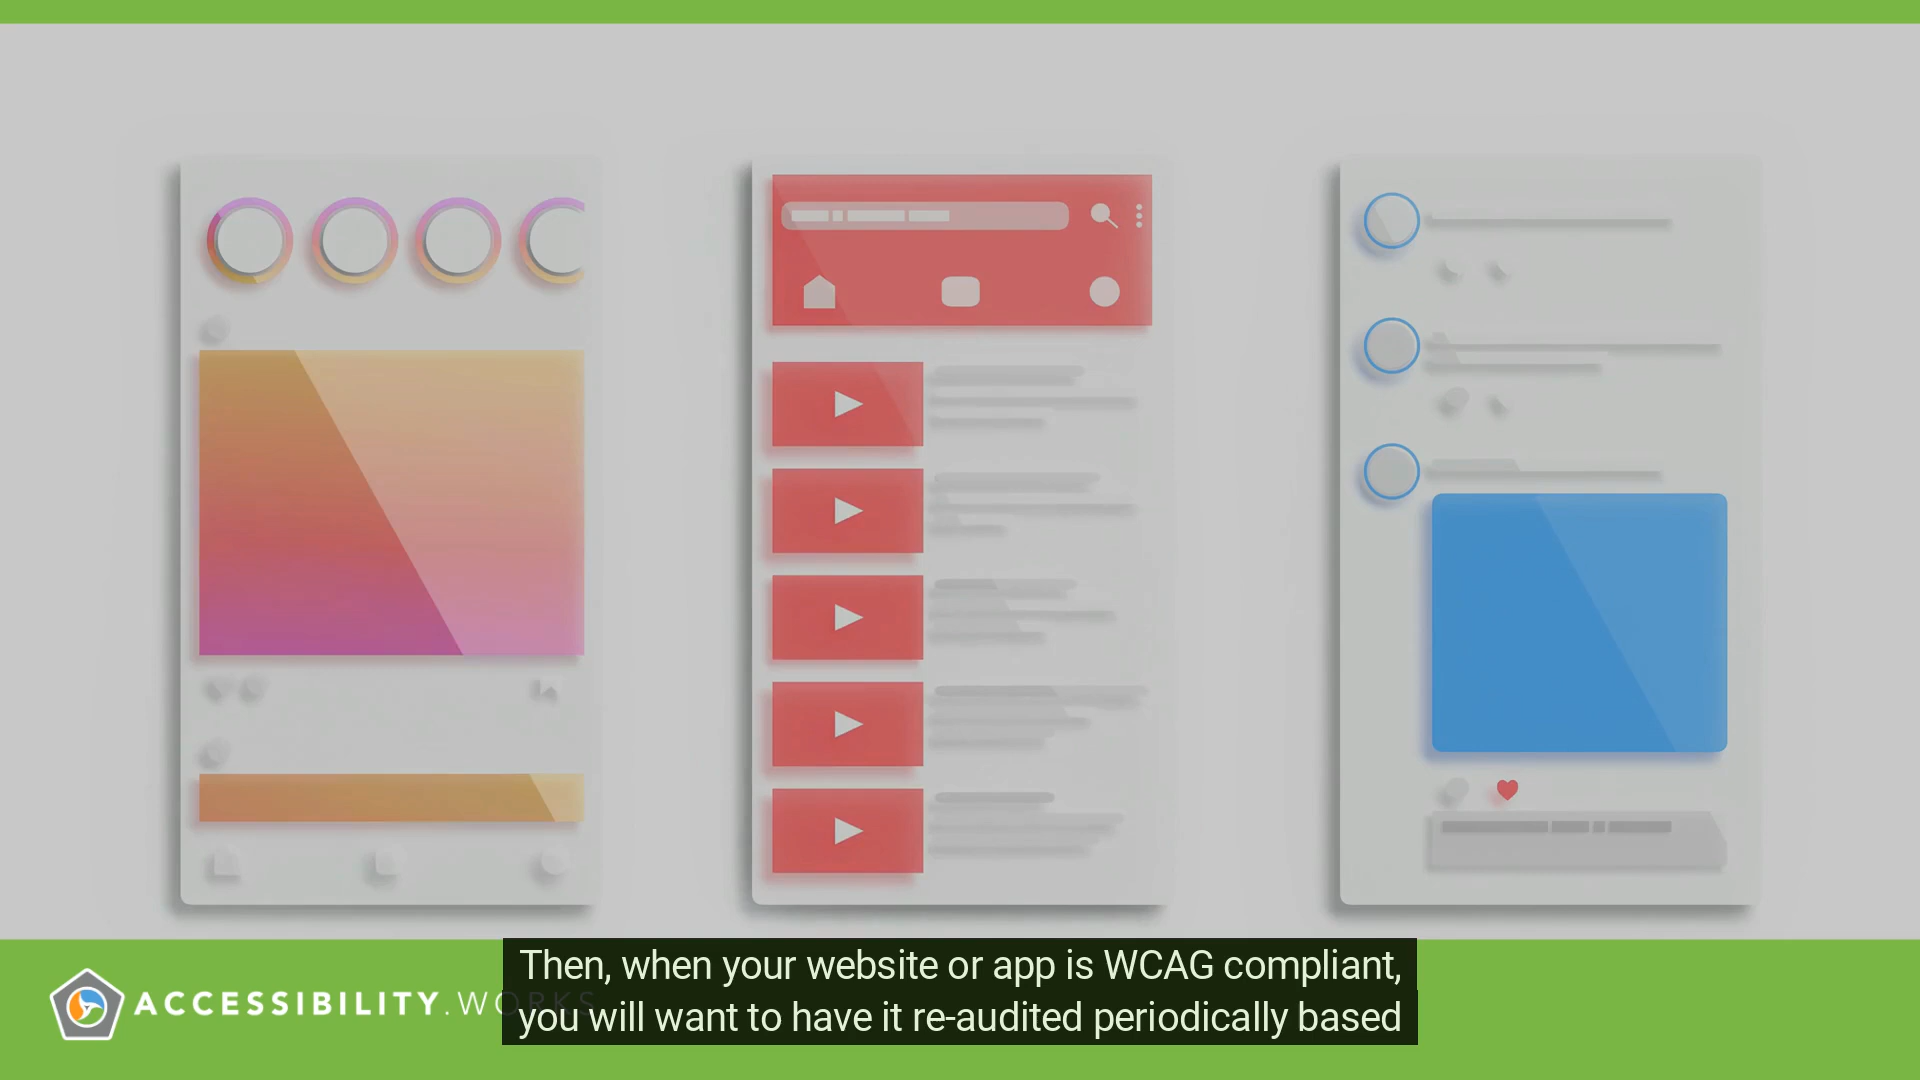 ACCESSIBILITY.WORKS
Then, when your website or app is WCAG compliant,
you will want to have it re-audited periodically based